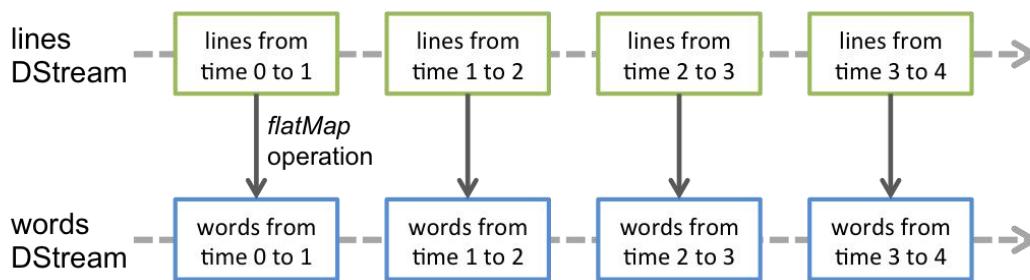 lines
DStream
lines from
time 0 to 1
lines from
time 1 to 2
lines from
time 2 to 3
lines from
time 3 to 4
flatMap
operation
words
DStream
words from
time 0 to 1
words from
time 1 to 2
words from
time 2 to 3
words from
time 3 to 4